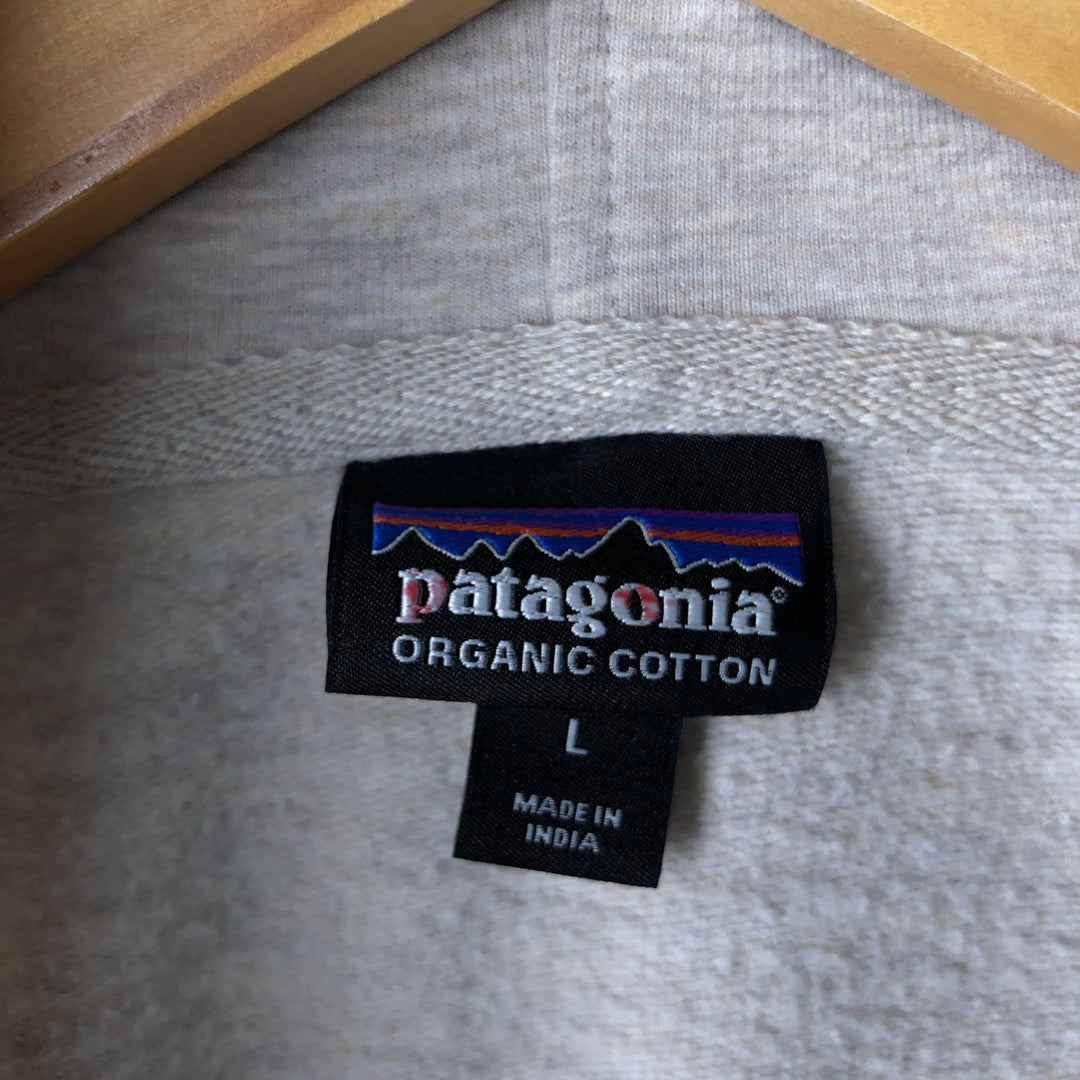 patagonia®
ORGANIC COTTON
L
MADE IN
INDIA